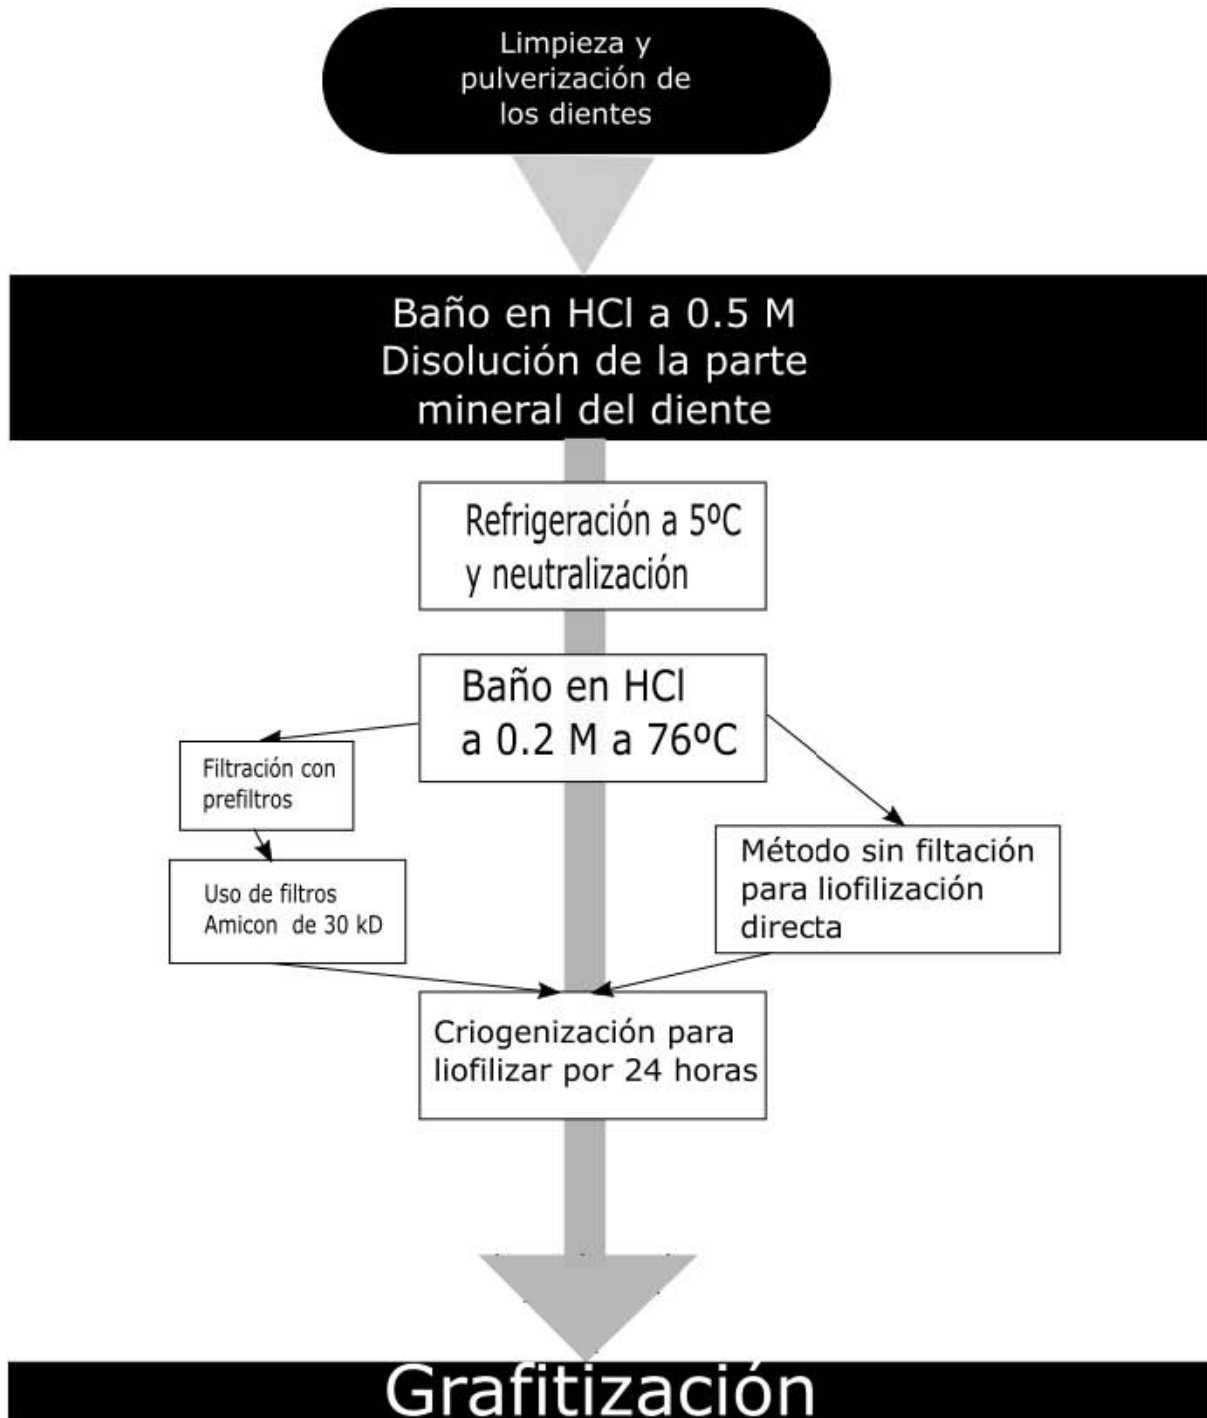 Limpieza y
pulverización de
los dientes
Baño en HCl a 0.5 M
Disolución de la parte
mineral del diente
Refrigeración a 5ºC
y neutralización
Baño en HCl
a 0.2 M a 76ºC
Filtración con
prefiltros
Uso de filtros
Amicon de 30 kD
Método sin filtación
para liofilización
directa
Criogenización para
liofilizar por 24 horas
Grafitización